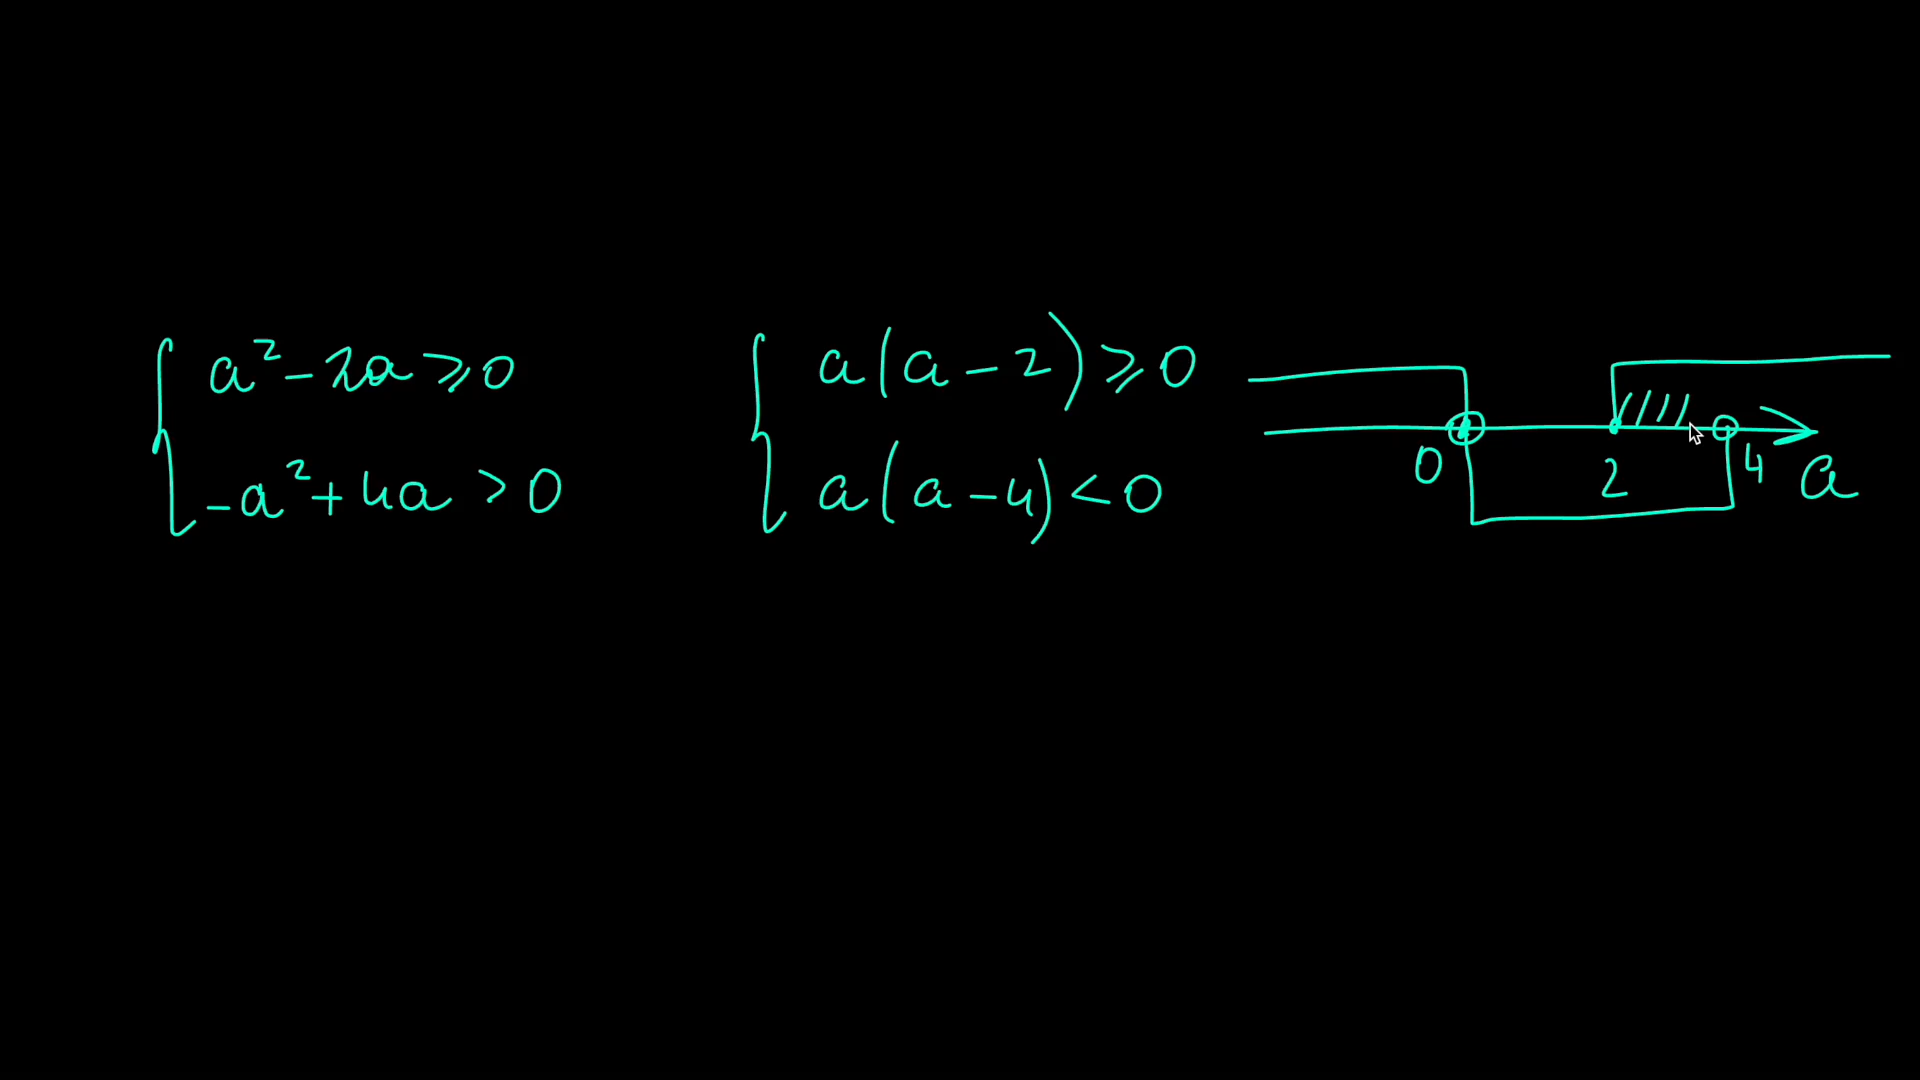 a² - 2a ⩾ 0
-a² + 4a > 0
a(a - 2) ⩾ 0
a(a - 4) < 0
0 2 4 a